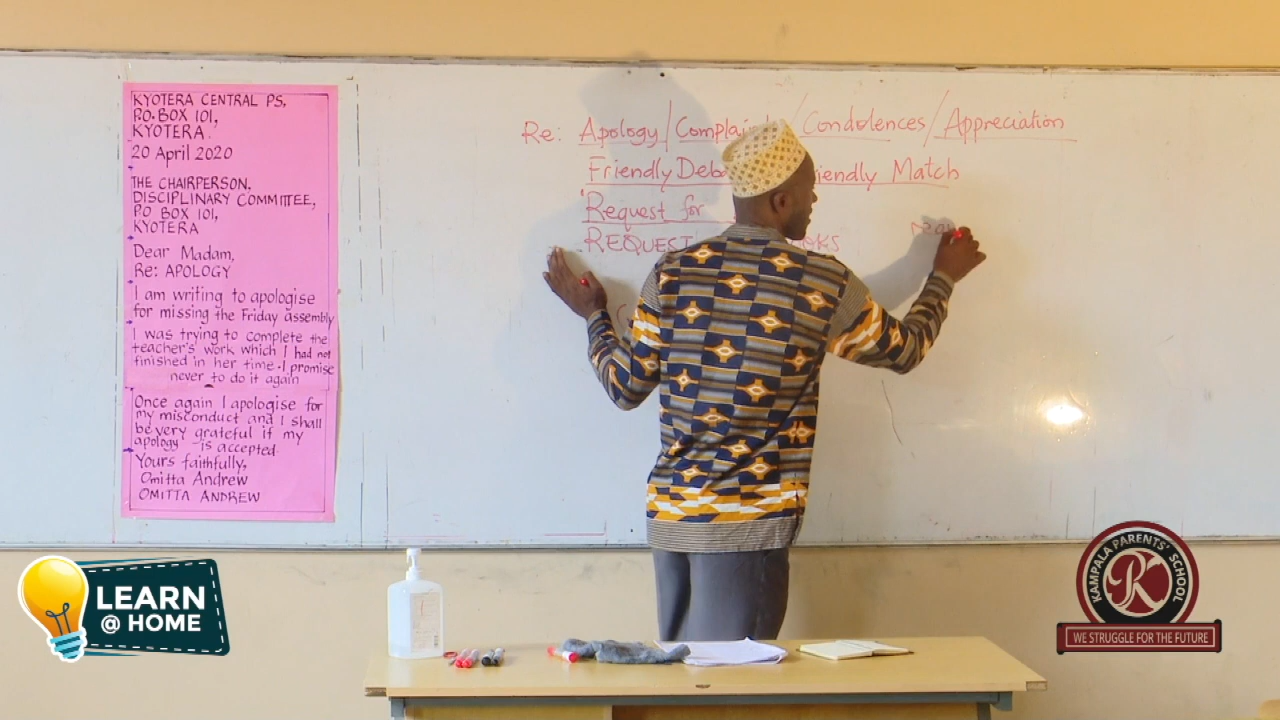 KYOTERA CENTRAL PS,
P.O. BOX 101,
KYOTERA.
20 April 2020
THE CHAIRPERSON,
DISCIPLINARY COMMITTEE,
P.O BOX 101,
KYOTERA
Dear Madam,
Re: APOLOGY
I am writing to apologise
for missing the Friday assembly
I was trying to complete the
teacher's work which I had not
finished in her time. I promise
never to do it again
Once again I apologise for
my misconduct and I shall
be very grateful if my
apology is accepted
Yours faithfully,
Omitta Andrew
OMITTA ANDREW
Re: Apology/Complai /Condolences/Appreciation
Friendly Deba iendly Match
Request for
REQUEST OOKS
LEARN
@ HOME
KAMPALA PARENTS' SCHOOL
K
WE STRUGGLE FOR THE FUTURE